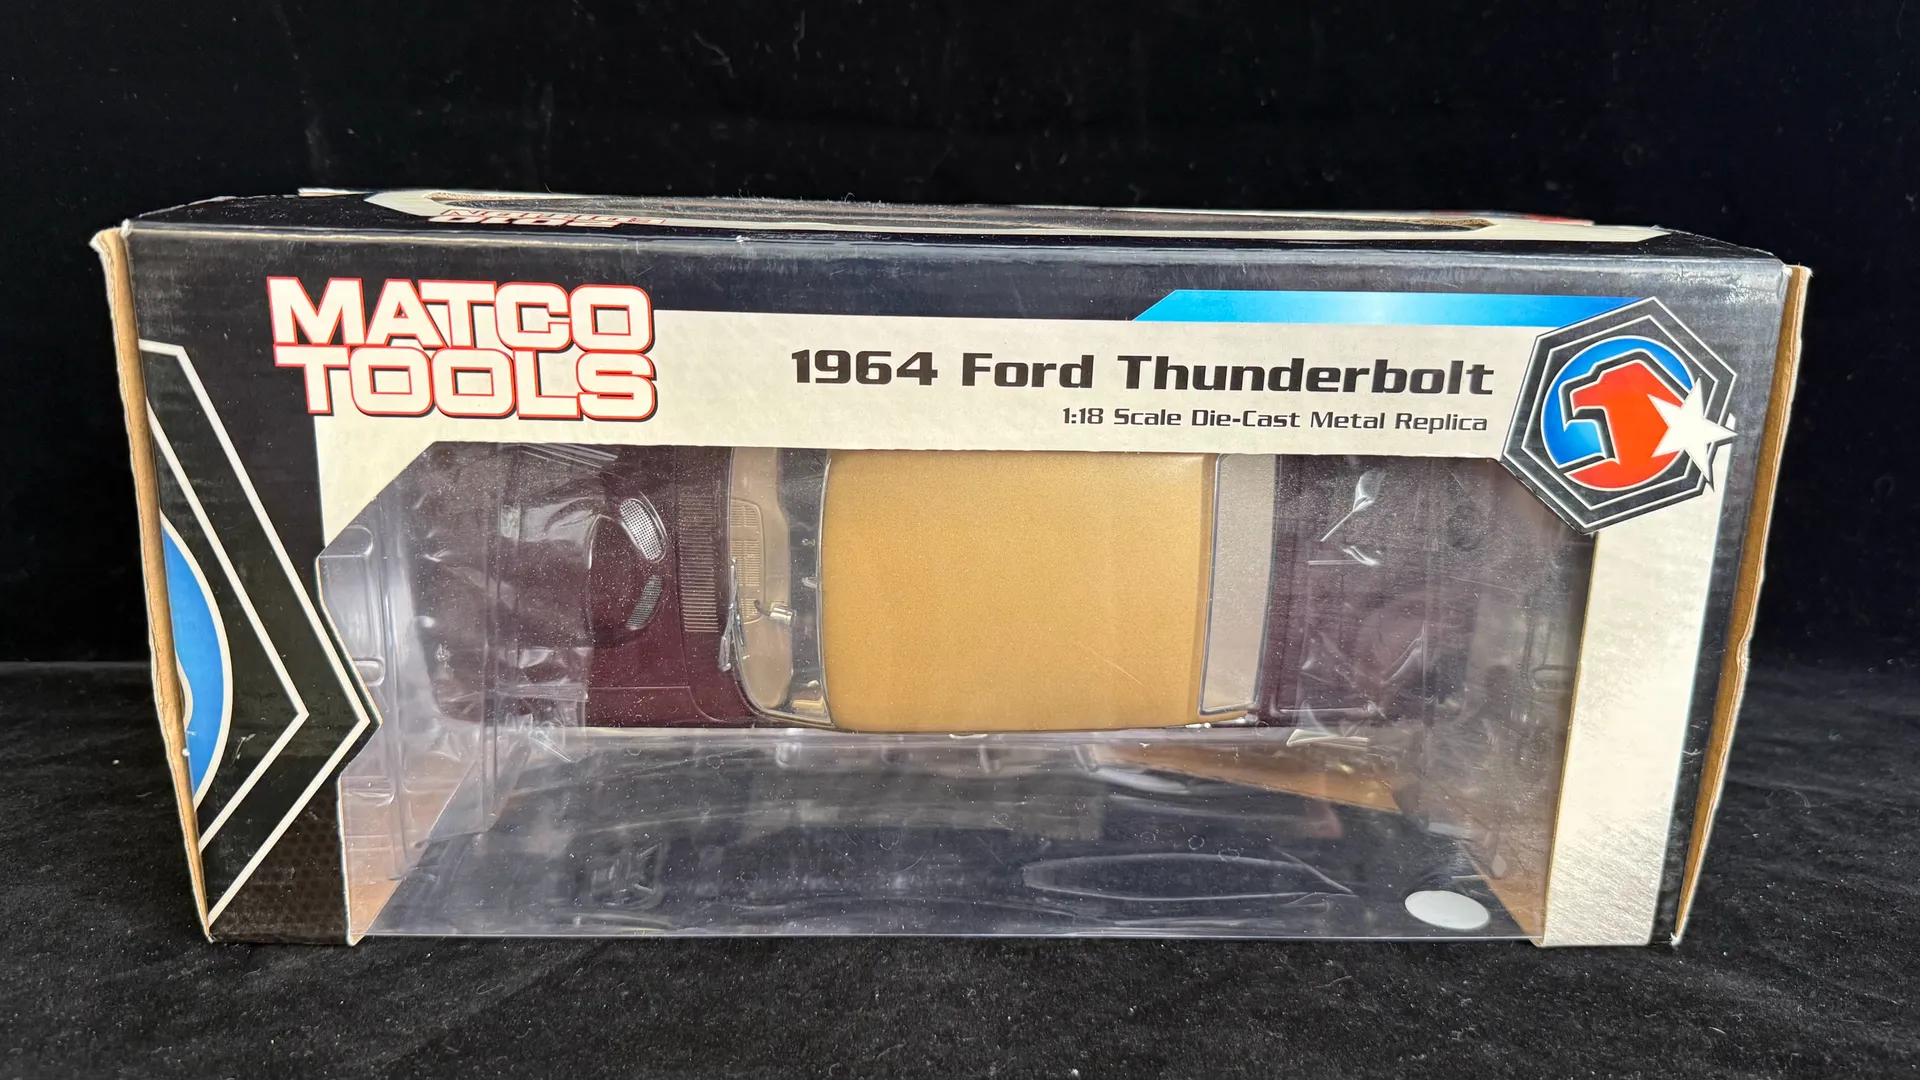 MATCO
TOOLS
1964 Ford Thunderbolt
1:18 Scale Die-Cast Metal Replica